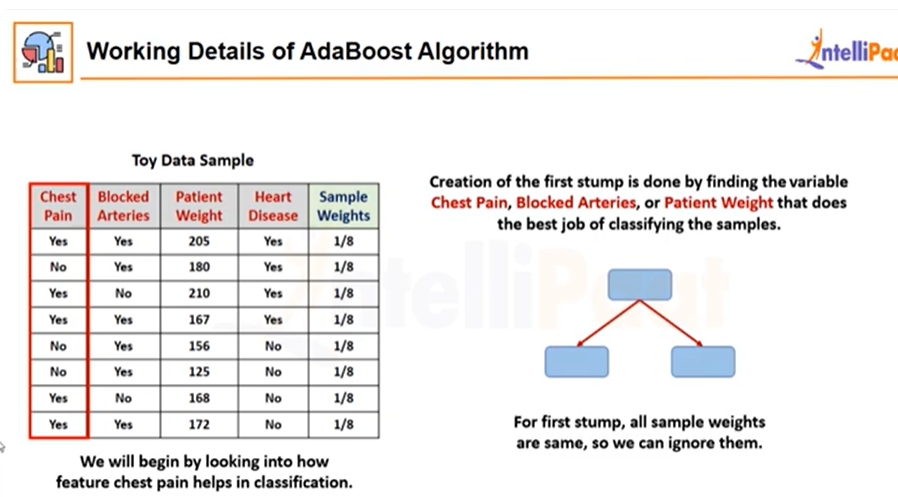 Working Details of AdaBoost Algorithm
Toy Data Sample
Chest Pain Blocked Arteries Patient Weight Heart Disease Sample Weights
Yes Yes 205 Yes 1/8
No Yes 180 Yes 1/8
Yes No 210 Yes 1/8
Yes Yes 167 Yes 1/8
No Yes 156 No 1/8
No Yes 125 No 1/8
Yes No 168 No 1/8
Yes Yes 172 No 1/8
We will begin by looking into how
feature chest pain helps in classification.
Creation of the first stump is done by finding the variable
Chest Pain, Blocked Arteries, or Patient Weight that does
the best job of classifying the samples.
For first stump, all sample weights
are same, so we can ignore them.